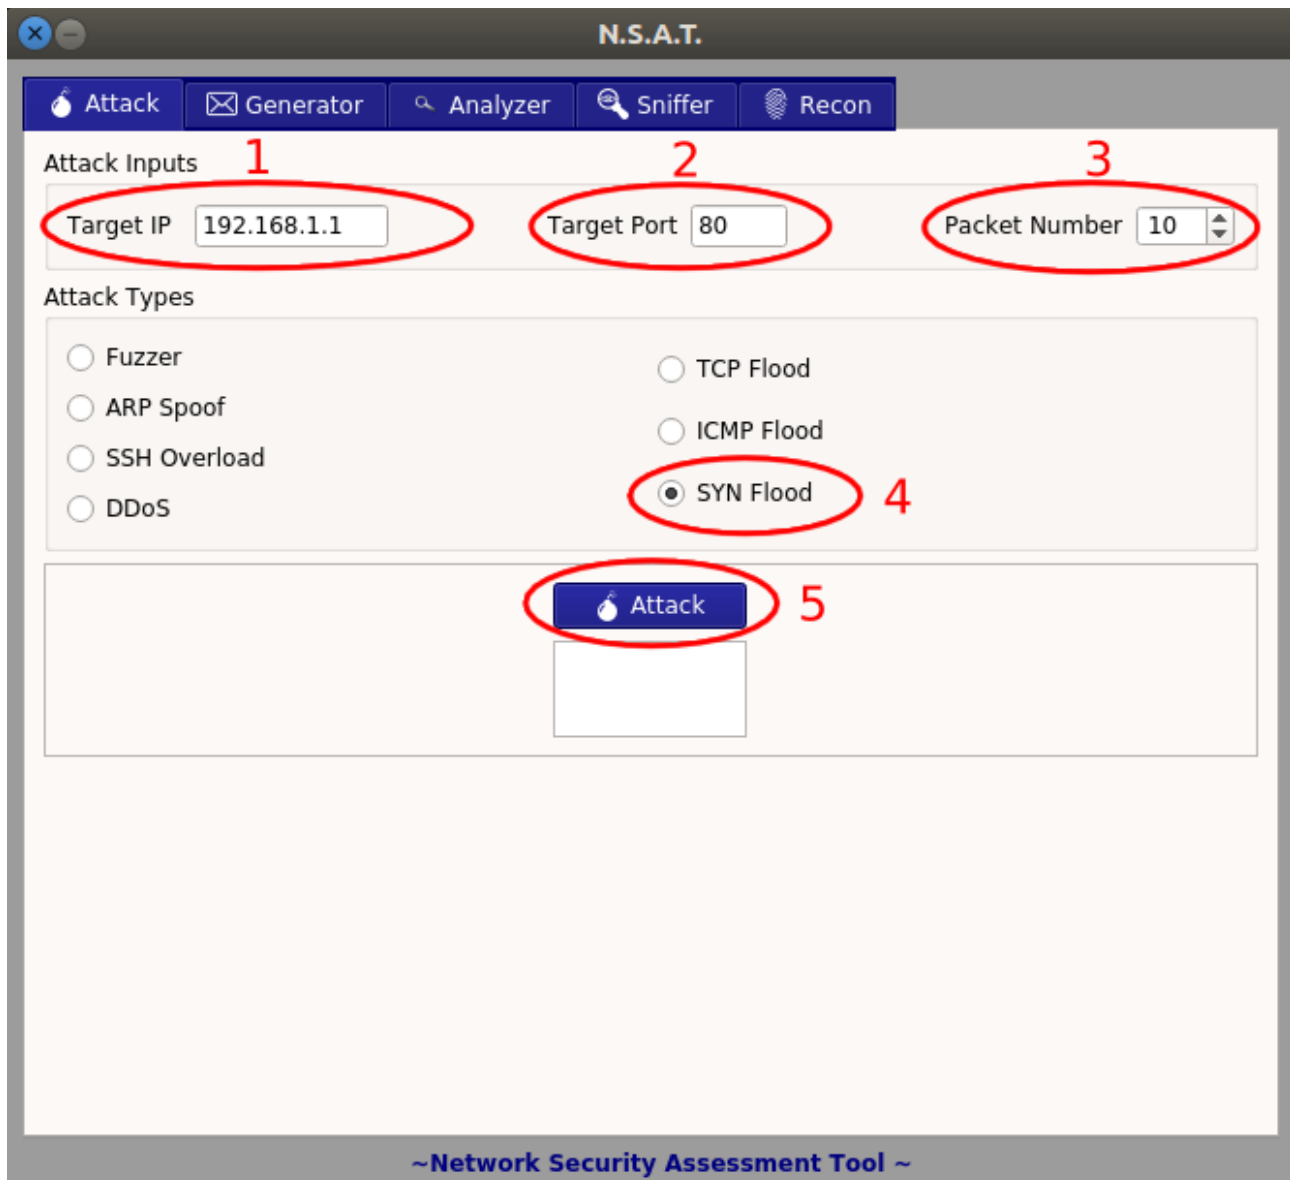 N.S.A.T.
Attack Generator Analyzer Sniffer Recon
Attack Inputs 1 2 3
Target IP 192.168.1.1 Target Port 80 Packet Number 10
Attack Types
Fuzzer
TCP Flood
ARP Spoof
ICMP Flood
SSH Overload
SYN Flood 4
DDoS
Attack 5
~Network Security Assessment Tool ~